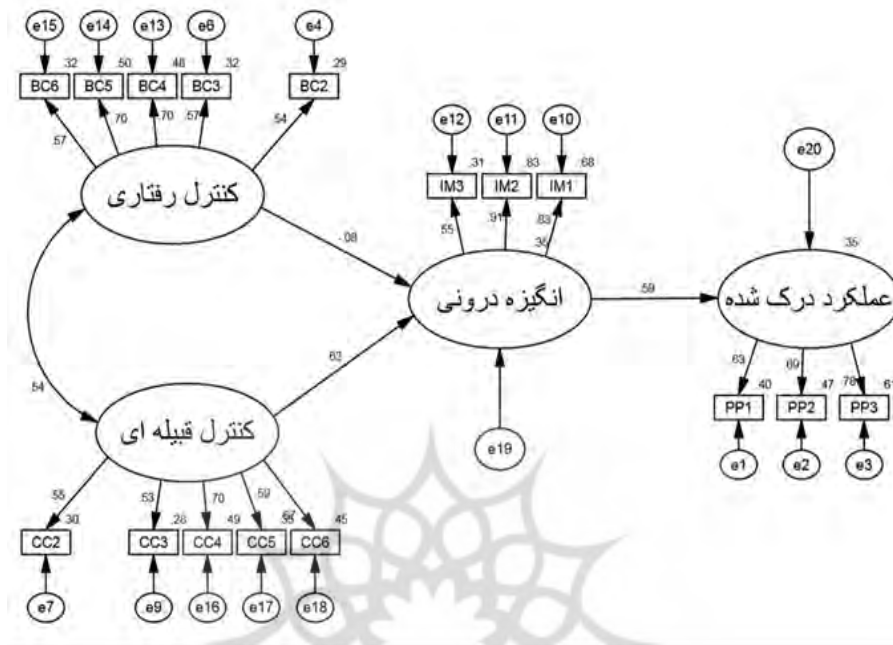 e15 e14 e13 e6 e4
.32 .50 .48 .32 .29
BC6 BC5 BC4 BC3 BC2
.57 .70 .70 .57 .54
کنترل رفتاری
e12 e11 e10
.31 .83 .68
IM3 IM2 IM1
.55 .91 .83
.35
انگیزه درونی
e20
.35
عملکرد درک شده
-.08
.59
.63 .69 .78
.40 .47 .61
PP1 PP2 PP3
e1 e2 e3
.63
.54
e19
کنترل قبیله ای
.55 .53 .70 .59 .67
.30 .28 .49 .35 .45
CC2 CC3 CC4 CC5 CC6
e7 e9 e16 e17 e18